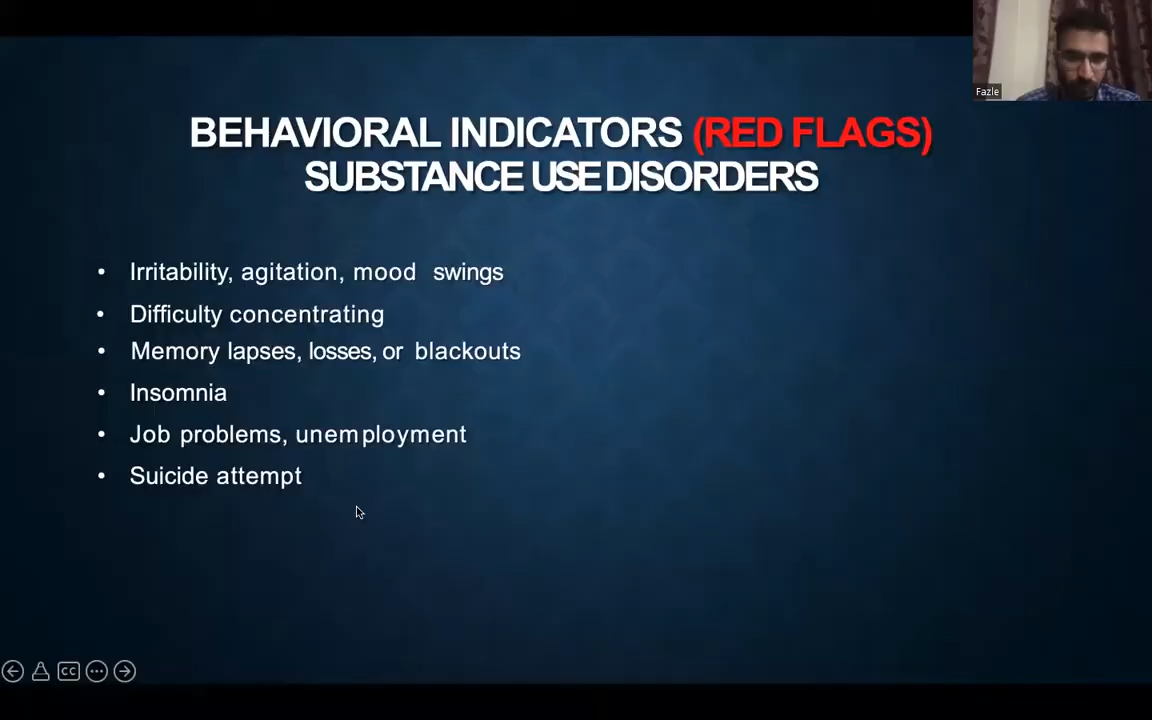 Fazle
BEHAVIORAL INDICATORS (RED FLAGS)
SUBSTANCE USE DISORDERS
• Irritability, agitation, mood swings
• Difficulty concentrating
• Memory lapses, losses, or blackouts
• Insomnia
• Job problems, unemployment
• Suicide attempt
CC